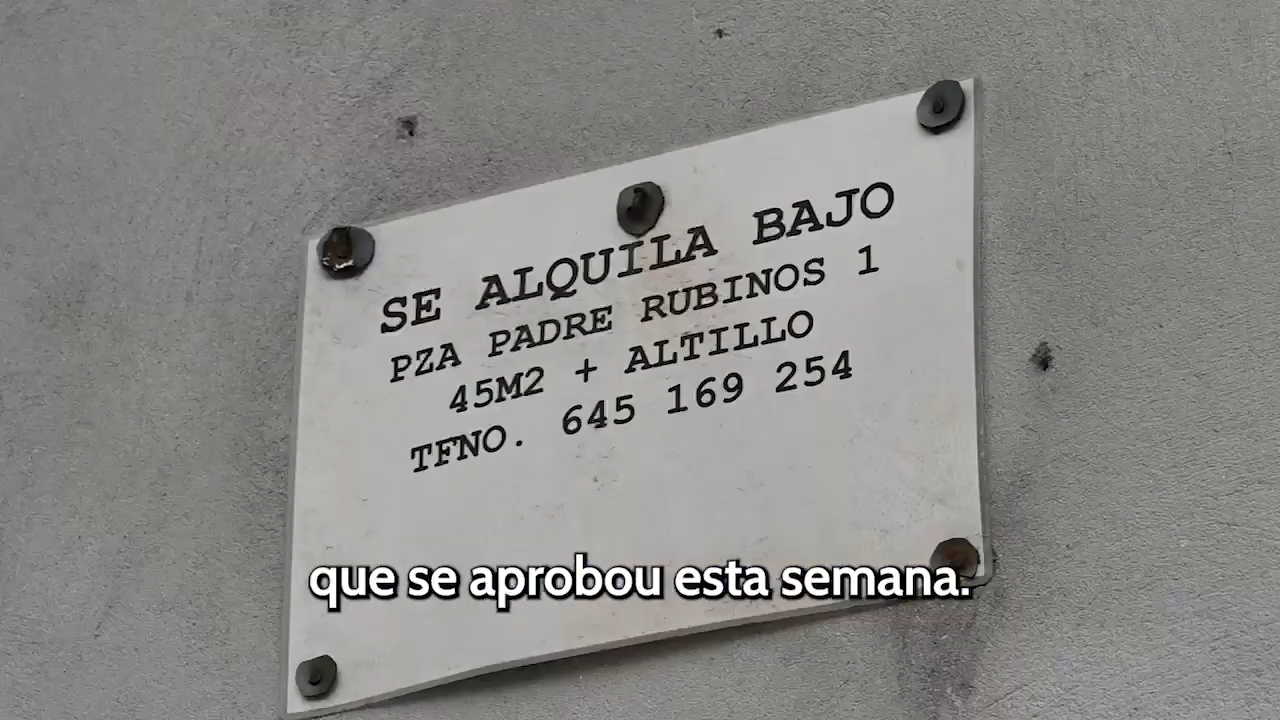 SE ALQUILA BAJO
PZA PADRE RUBINOS 1
45M2 + ALTILLO
TFNO. 645 169 254
que se aprobou esta semana.